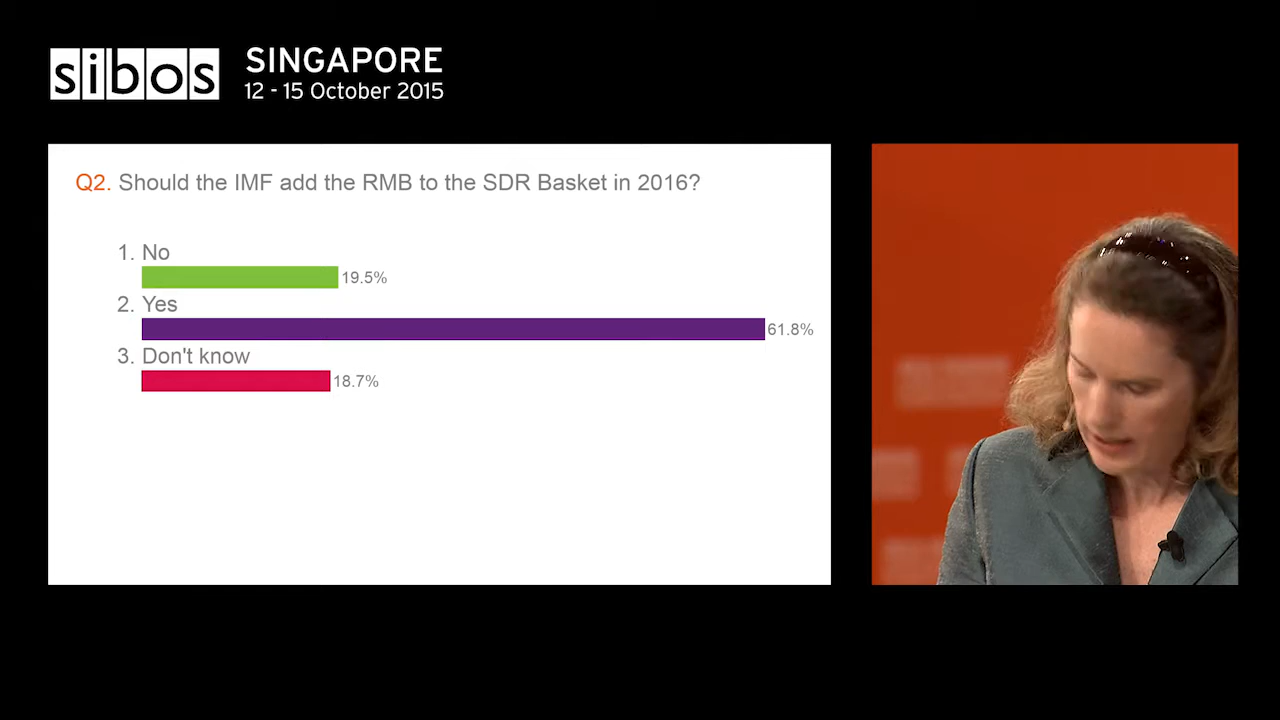 sibos
SINGAPORE
12 - 15 October 2015
Q2. Should the IMF add the RMB to the SDR Basket in 2016?
1. No
19.5%
2. Yes
61.8%
3. Don't know
18.7%